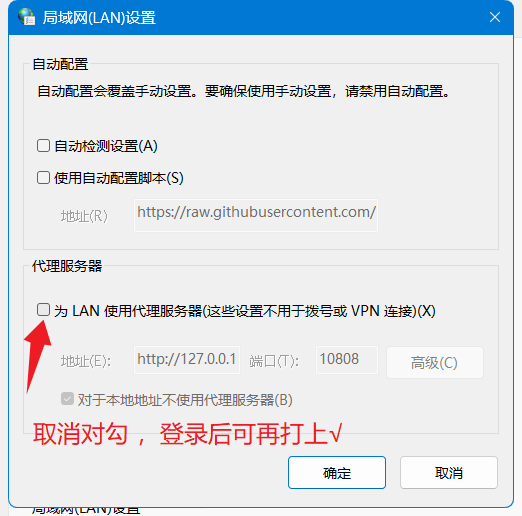 局域网(LAN)设置
自动配置
自动配置会覆盖手动设置。要确保使用手动设置，请禁用自动配置。
自动检测设置(A)
使用自动配置脚本(S)
地址(R)
https://raw.githubusercontent.com/
代理服务器
为 LAN 使用代理服务器(这些设置不用于拨号或 VPN 连接)(X)
地址(E): http://127.0.0.1 端口(T): 10808 高级(C)
对于本地地址不使用代理服务器(B)
取消对勾 ，登录后可再打上√
确定 取消
局域网(LAN)设置